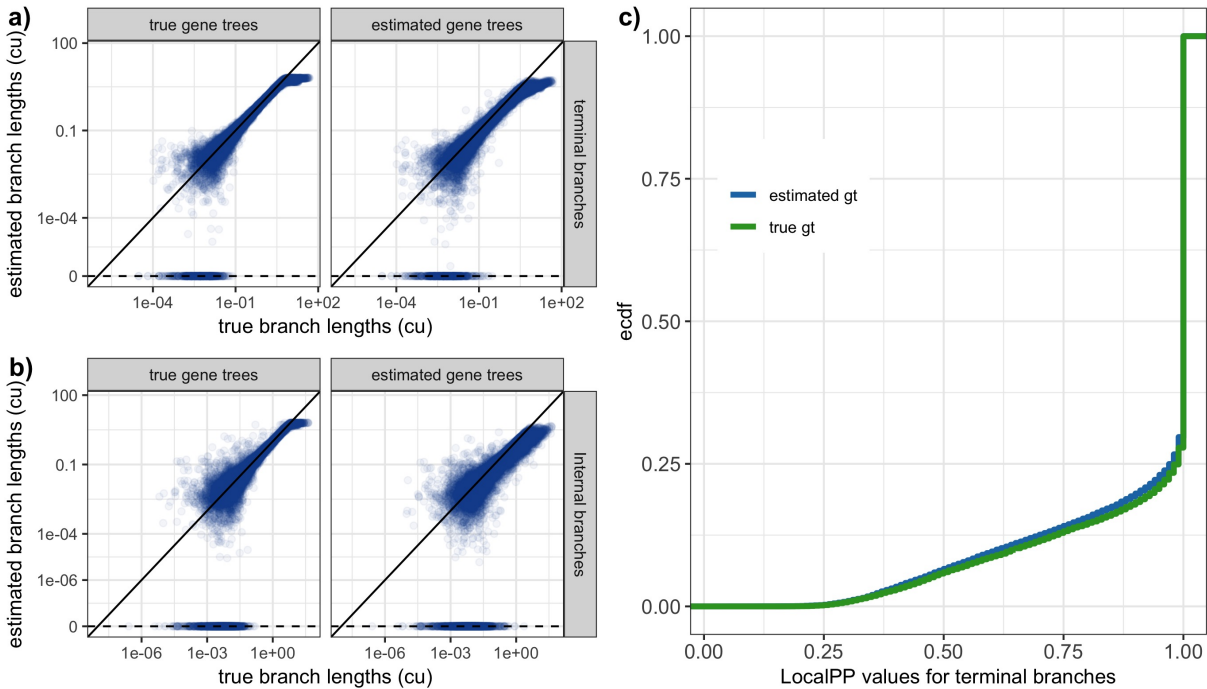 a)
true gene trees
estimated gene trees
estimated branch lengths (cu)
100
0.1
1e-04
0
terminal branches
1e-04
1e-01
1e+02
1e-04
1e-01
1e+02
true branch lengths (cu)
b)
true gene trees
estimated gene trees
estimated branch lengths (cu)
100
0.1
1e-04
1e-06
0
Internal branches
1e-06
1e-03
1e+00
1e-06
1e-03
1e+00
true branch lengths (cu)
c)
ecdf
1.00
0.75
0.50
0.25
0.00
estimated gt
true gt
0.00
0.25
0.50
0.75
1.00
LocalPP values for terminal branches